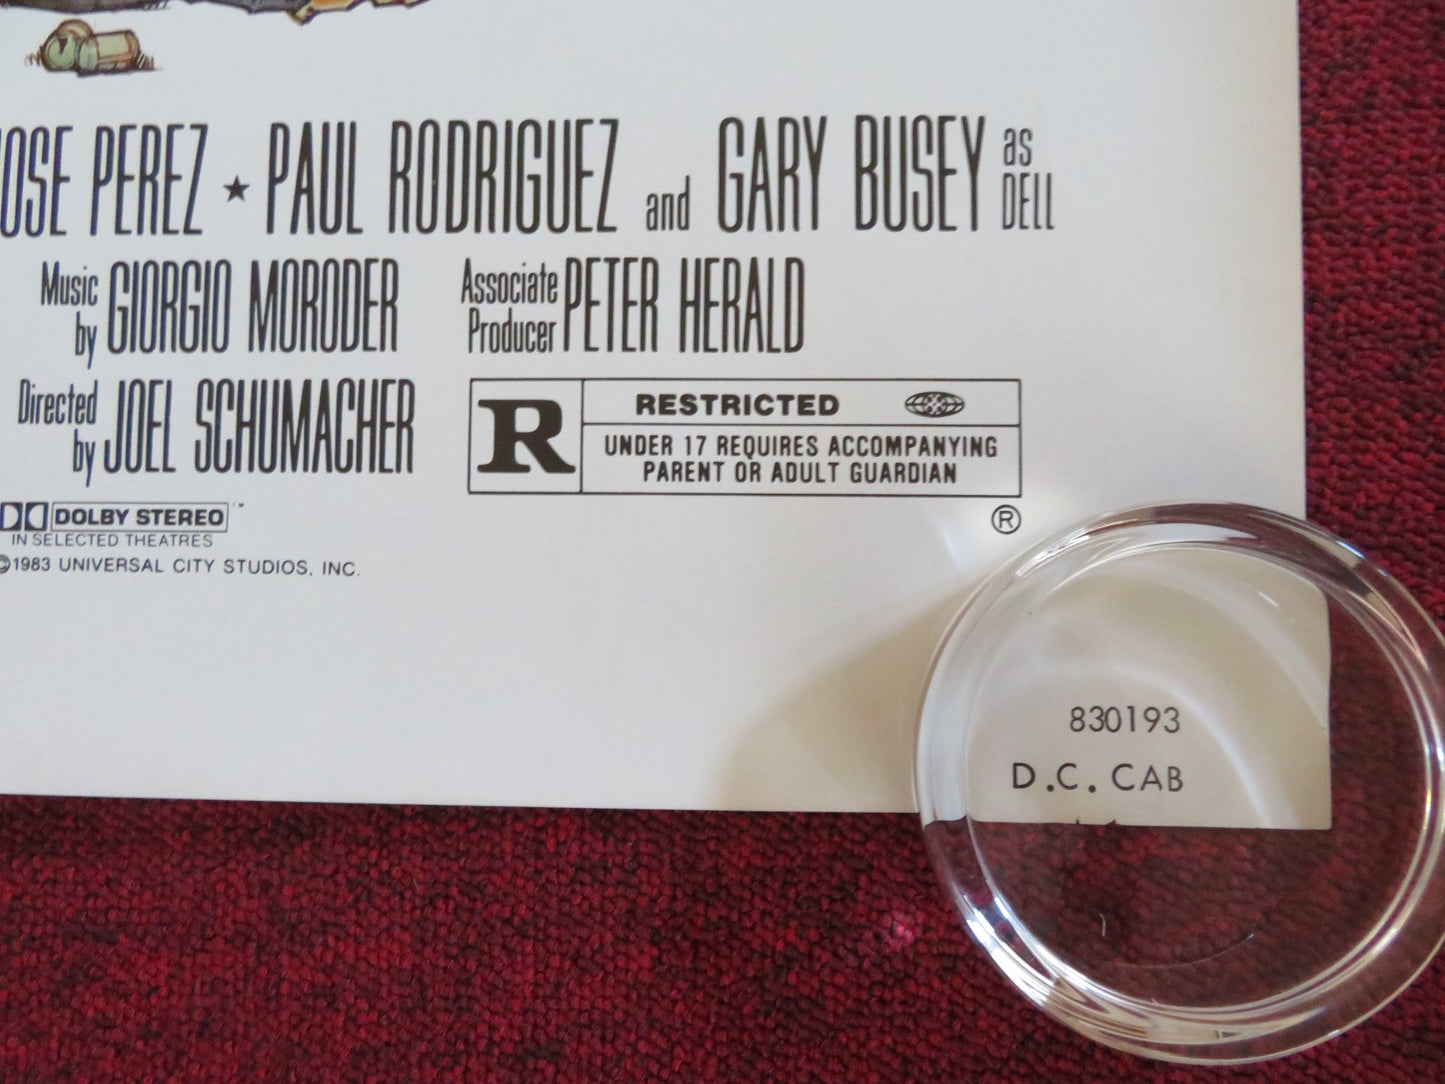 JOSE PEREZ ★ PAUL RODRIGUEZ and GARY BUSEY as DELL
Music by GIORGIO MORODER
Associate Producer PETER HERALD
Directed by JOEL SCHUMACHER
R
RESTRICTED
UNDER 17 REQUIRES ACCOMPANYING
PARENT OR ADULT GUARDIAN
®
DOLBY STEREO™
IN SELECTED THEATRES
©1983 UNIVERSAL CITY STUDIOS, INC.
830193
D.C. CAB